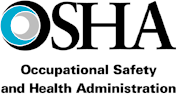 OSHA
Occupational Safety
and Health Administration